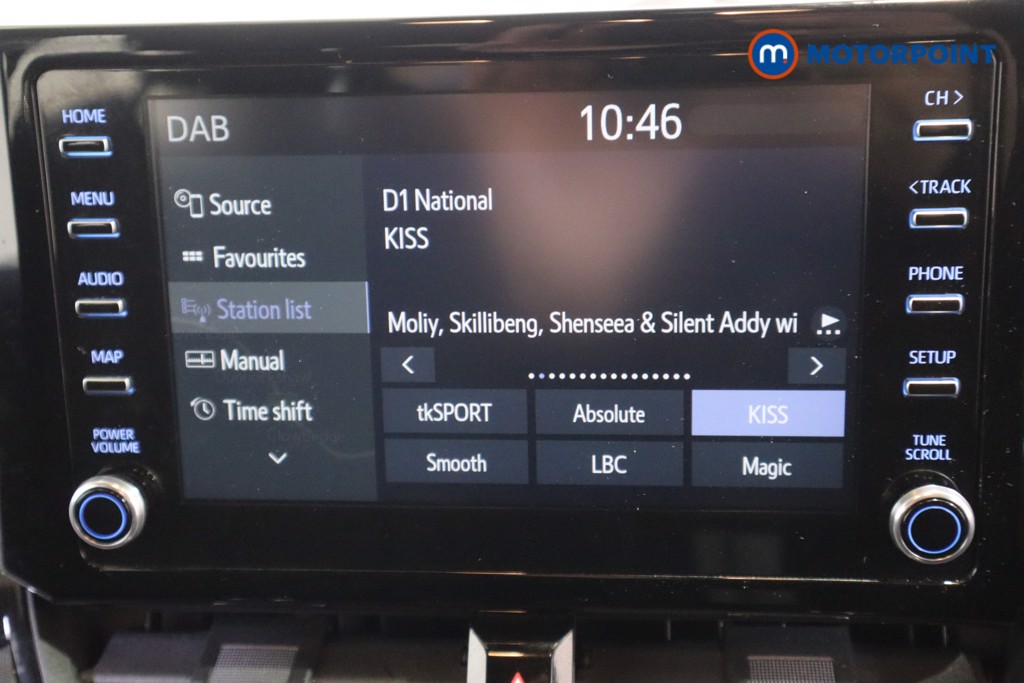 m. MOTORPOINT
HOME
MENU
AUDIO
MAP
POWER
VOLUME
DAB
10:46
Source
Favourites
Station list
Manual
Time shift
D1 National
KISS
Moliy, Skillibeng, Shenseea & Silent Addy wi
tkSPORT
Absolute
KISS
Smooth
LBC
Magic
CH >
<TRACK
PHONE
SETUP
TUNE
SCROLL